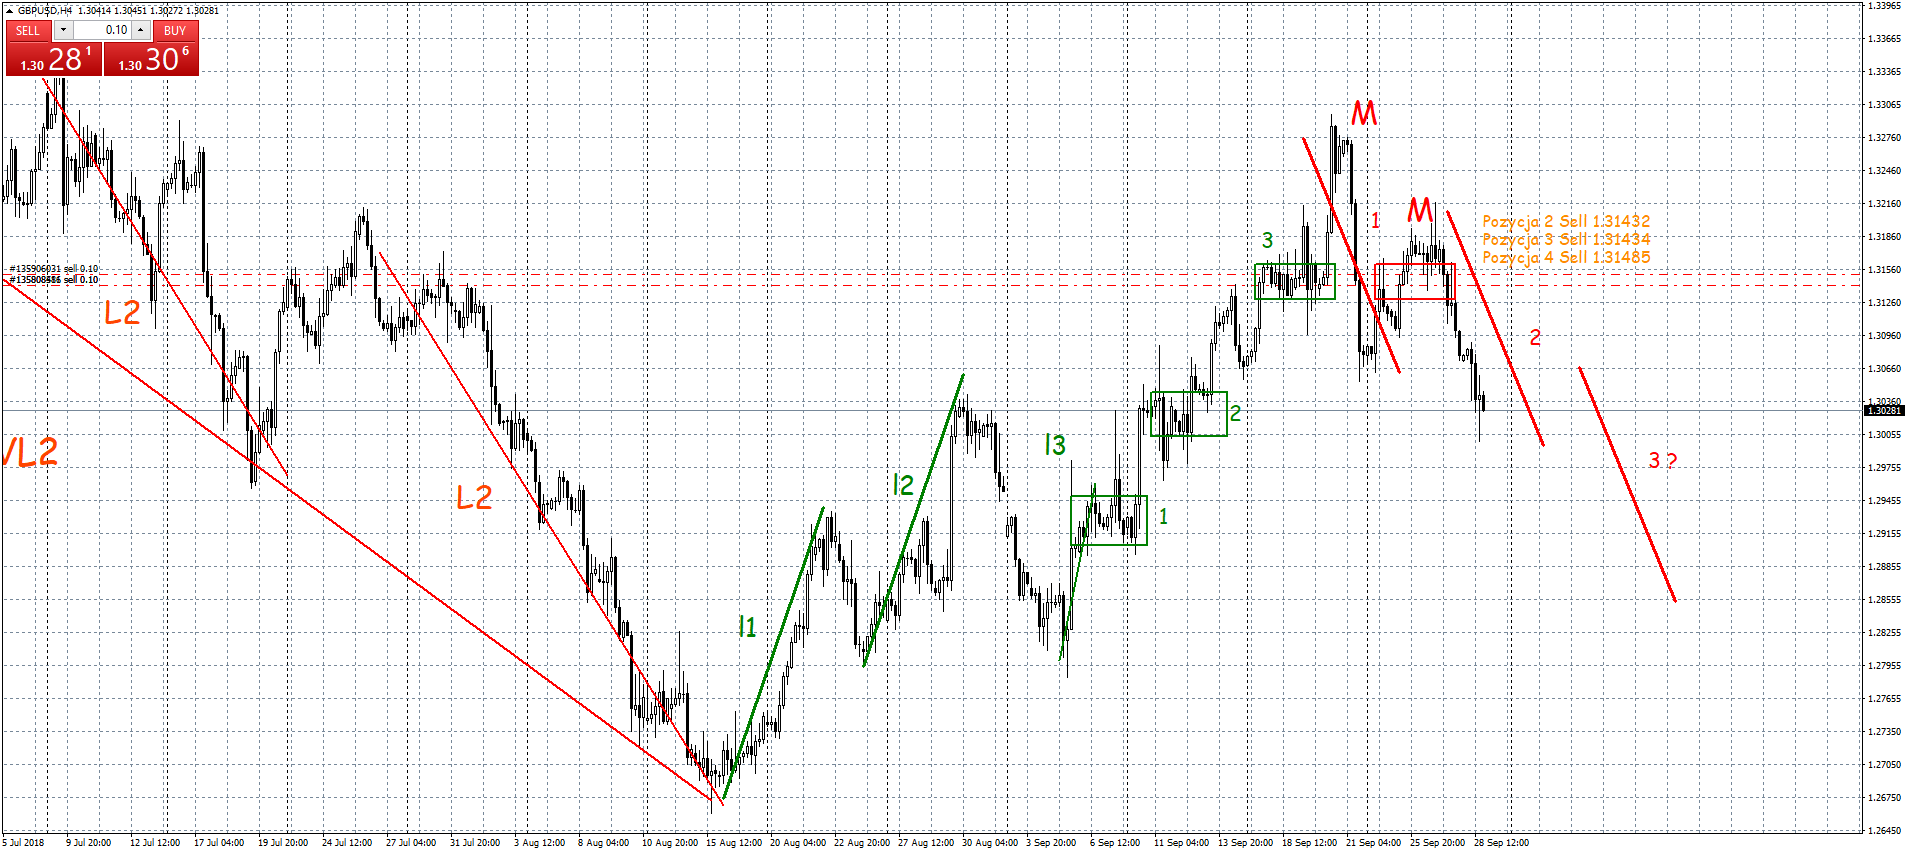 GBPUSD,H4 1.30414 1.30451 1.30272 1.30281
SELL 0.10 BUY
1.30 28 1 1.30 30 6
#135906031 sell 0.10
sell 0.10
L2
VL2
L2
l1
l2
l3
1
2
3
M
1
M
Pozycja 2 Sell 1.31432
Pozycja 3 Sell 1.31434
Pozycja 4 Sell 1.31485
2
3 ?
1.33965
1.33665
1.33365
1.33065
1.32760
1.32460
1.32160
1.31860
1.31560
1.31260
1.30960
1.30660
1.30360
1.30281
1.30055
1.29755
1.29455
1.29155
1.28855
1.28555
1.28255
1.27955
1.27655
1.27350
1.27050
1.26750
1.26450
5 Jul 2018 9 Jul 20:00 12 Jul 12:00 17 Jul 04:00 19 Jul 20:00 24 Jul 12:00 27 Jul 04:00 31 Jul 20:00 3 Aug 12:00 8 Aug 04:00 10 Aug 20:00 15 Aug 12:00 20 Aug 04:00 22 Aug 20:00 27 Aug 12:00 30 Aug 04:00 3 Sep 20:00 6 Sep 12:00 11 Sep 04:00 13 Sep 20:00 18 Sep 12:00 21 Sep 04:00 25 Sep 20:00 28 Sep 12:00